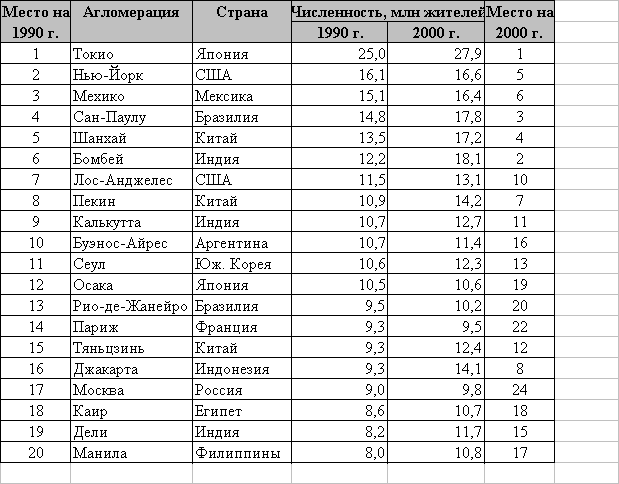 Место на Агломерация Страна Численность, млн жителей Место на
1990 г. 1990 г. 2000 г. 2000 г.
1 Токио Япония 25,0 27,9 1
2 Нью-Йорк США 16,1 16,6 5
3 Мехико Мексика 15,1 16,4 6
4 Сан-Паулу Бразилия 14,8 17,8 3
5 Шанхай Китай 13,5 17,2 4
6 Бомбей Индия 12,2 18,1 2
7 Лос-Анджелес США 11,5 13,1 10
8 Пекин Китай 10,9 14,2 7
9 Калькутта Индия 10,7 12,7 11
10 Буэнос-Айрес Аргентина 10,7 11,4 16
11 Сеул Юж. Корея 10,6 12,3 13
12 Осака Япония 10,5 10,6 19
13 Рио-де-Жанейро Бразилия 9,5 10,2 20
14 Париж Франция 9,3 9,5 22
15 Тяньцзинь Китай 9,3 12,4 12
16 Джакарта Индонезия 9,3 14,1 8
17 Москва Россия 9,0 9,8 24
18 Каир Египет 8,6 10,7 18
19 Дели Индия 8,2 11,7 15
20 Манила Филиппины 8,0 10,8 17